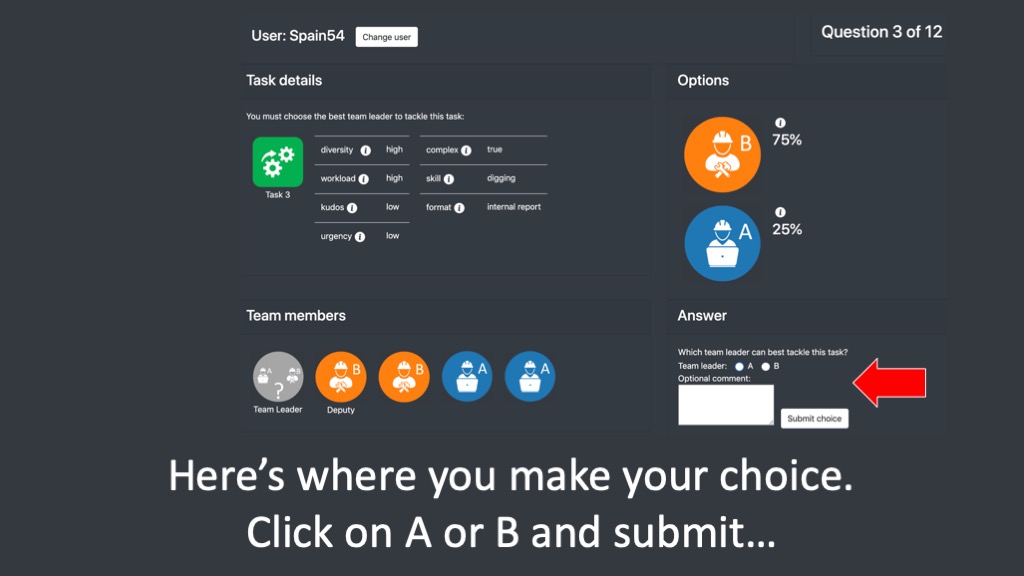 User: Spain54
Change user
Question 3 of 12
Task details
You must choose the best team leader to tackle this task:
Task 3
diversity i high
workload i high
kudos i low
urgency i low
complex i true
skill i digging
format i internal report
Options
B
i
75%
A
i
25%
Team members
A B
?
Team Leader
B
Deputy
B
A
A
Answer
Which team leader can best tackle this task?
Team leader: A B
Optional comment:
Submit choice
Here’s where you make your choice.
Click on A or B and submit...